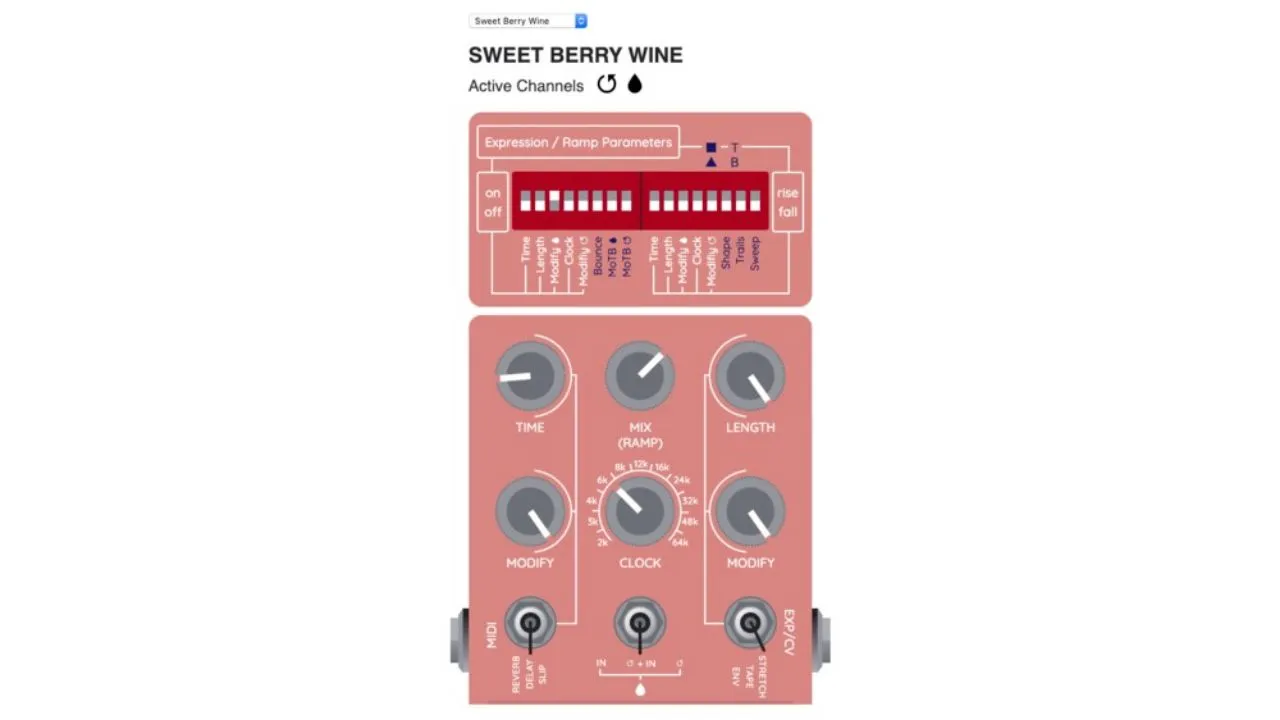 Sweet Berry Wine
SWEET BERRY WINE
Active Channels
Expression / Ramp Parameters
T
B
on
off
rise
fall
Time
Length
Modify
Clock
Modifiy
Bounce
MoTB
MoTB
Time
Length
Modify
Clock
Modifiy
Shape
Trails
Sweep
TIME
MIX
(RAMP)
LENGTH
2k
3k
4k
6k
8k
12k
16k
24k
32k
48k
64k
MODIFY
CLOCK
MODIFY
MIDI
EXP/CV
REVERB
DELAY
SLIP
IN
+ IN
STRETCH
TAPE
ENV